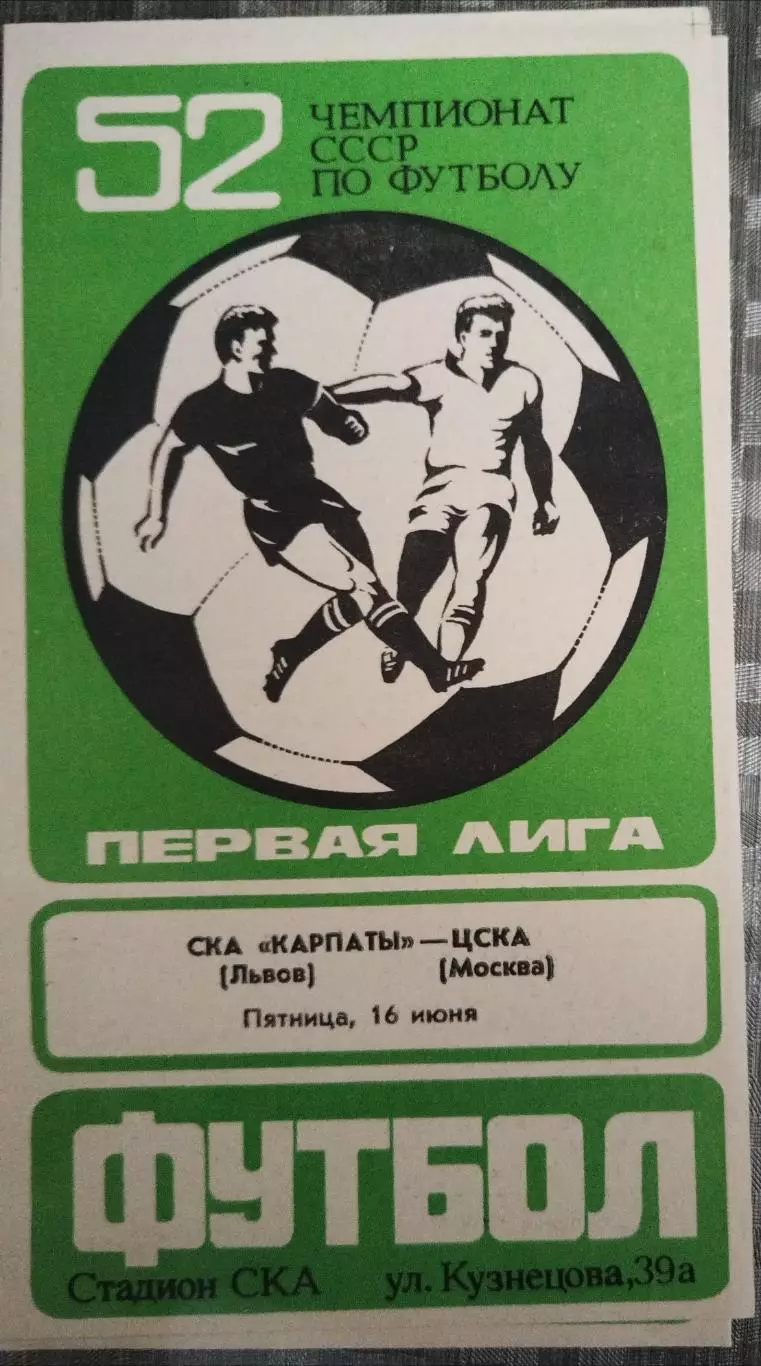 52 ЧЕМПИОНАТ
СССР
ПО ФУТБОЛУ
ПЕРВАЯ ЛИГА
СКА «КАРПАТЫ» — ЦСКА
(Львов) (Москва)
Пятница, 16 июня
ФУТБОЛ
Стадион СКА ул. Кузнецова, 39а